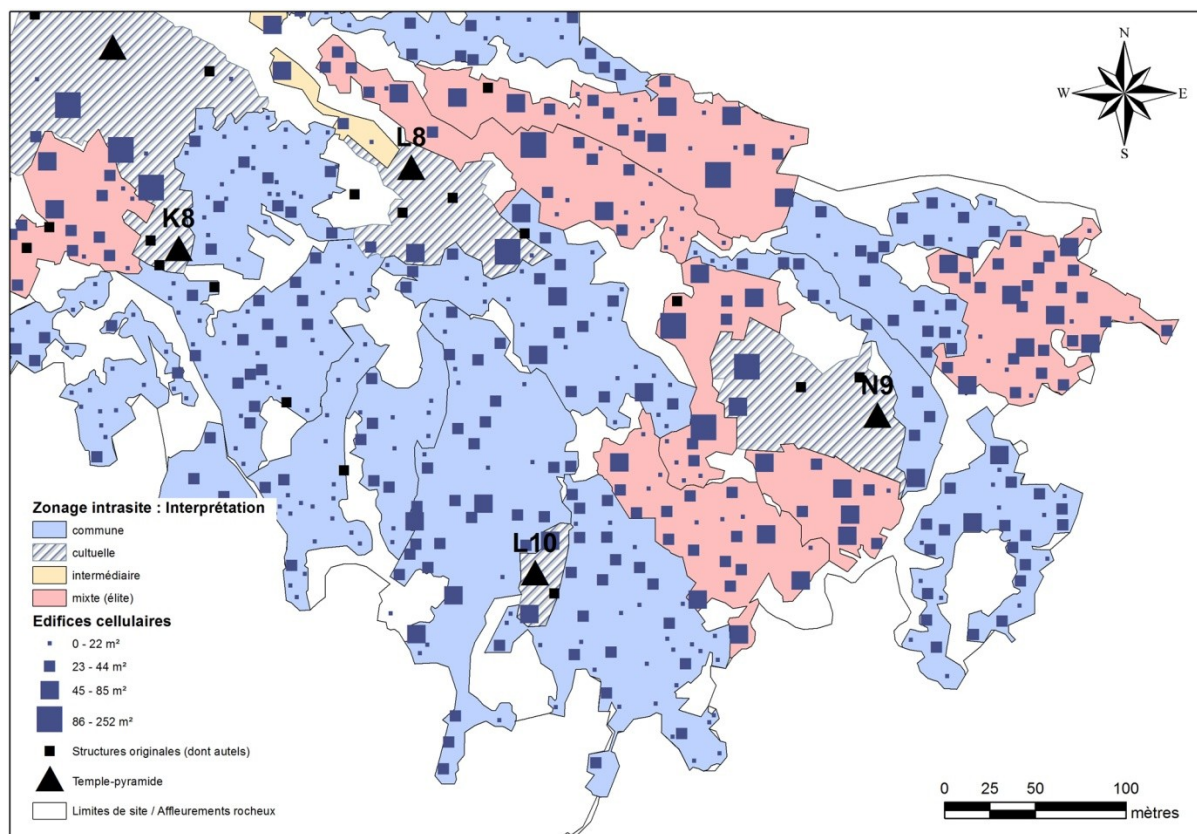 N
W E
S
L8
K8
N9
L10
Zonage intrasite : Interprétation
commune
cultuelle
intermédiaire
mixte (élite)
Edifices cellulaires
0 - 22 m²
23 - 44 m²
45 - 85 m²
86 - 252 m²
Structures originales (dont autels)
Temple-pyramide
Limites de site / Affleurements rocheux
0 25 50 100
mètres